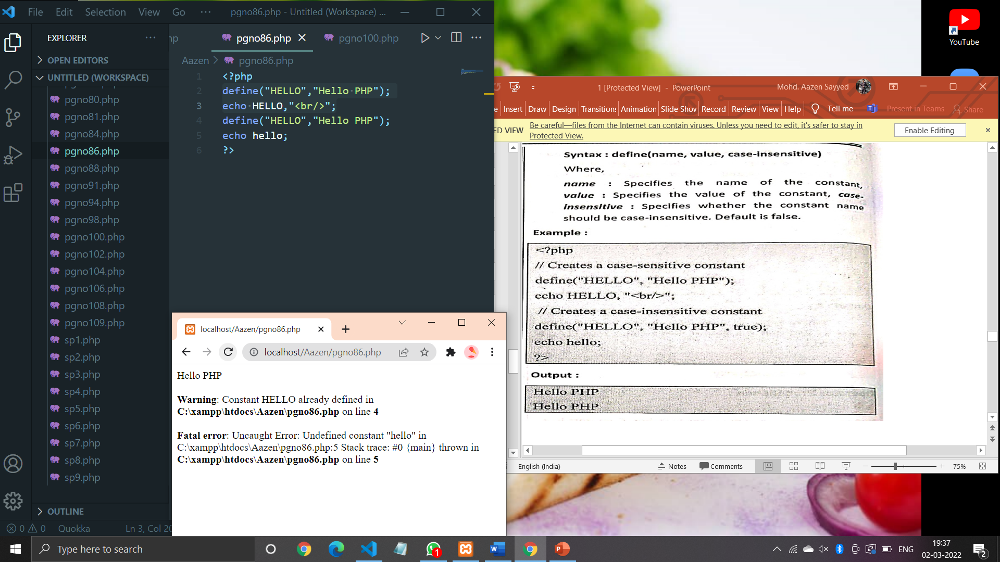 File Edit Selection View Go ··· pgno86.php - Untitled (Workspace) ...
EXPLORER
OPEN EDITORS
UNTITLED (WORKSPACE)
pgno80.php
pgno81.php
pgno84.php
pgno86.php
pgno88.php
pgno91.php
pgno94.php
pgno98.php
pgno100.php
pgno102.php
pgno104.php
pgno106.php
pgno108.php
pgno109.php
sp1.php
sp2.php
sp3.php
sp4.php
sp5.php
sp6.php
sp7.php
sp8.php
sp9.php
OUTLINE
0 0 Quokka Ln 3, Col 20
hp pgno86.php pgno100.php
Aazen > pgno86.php
1 <?php
2 define("HELLO","Hello PHP");
3 echo HELLO,"<br/>";
4 define("HELLO","Hello PHP");
5 echo hello;
6 ?>
localhost/Aazen/pgno86.php
localhost/Aazen/pgno86.php
Hello PHP
Warning: Constant HELLO already defined in
C:\xampp\htdocs\Aazen\pgno86.php on line 4
Fatal error: Uncaught Error: Undefined constant "hello" in
C:\xampp\htdocs\Aazen\pgno86.php:5 Stack trace: #0 {main} thrown in
C:\xampp\htdocs\Aazen\pgno86.php on line 5
YouTube
1 [Protected View] - PowerPoint Mohd. Aazen Sayyed
e Insert Draw Design Transitions Animation Slide Shov Record Review View Help Tell me Present in Teams Share
ED VIEW Be careful—files from the Internet can contain viruses. Unless you need to edit, it's safer to stay in
Protected View. Enable Editing
Syntax : define(name, value, case-insensitive)
Where,
name : Specifies the name of the constant,
value : Specifies the value of the constant, case-
insensitive : Specifies whether the constant name
should be case-insensitive. Default is false.
Example :
<?php
// Creates a case-sensitive constant
define("HELLO", "Hello PHP");
echo HELLO, "<br/>";
// Creates a case-insensitive constant
define("HELLO", "Hello PHP", true);
echo hello;
?>
Output :
Hello PHP
Hello PHP
English (India) Notes Comments 75%
Type here to search
1
ENG
19:37
02-03-2022
2